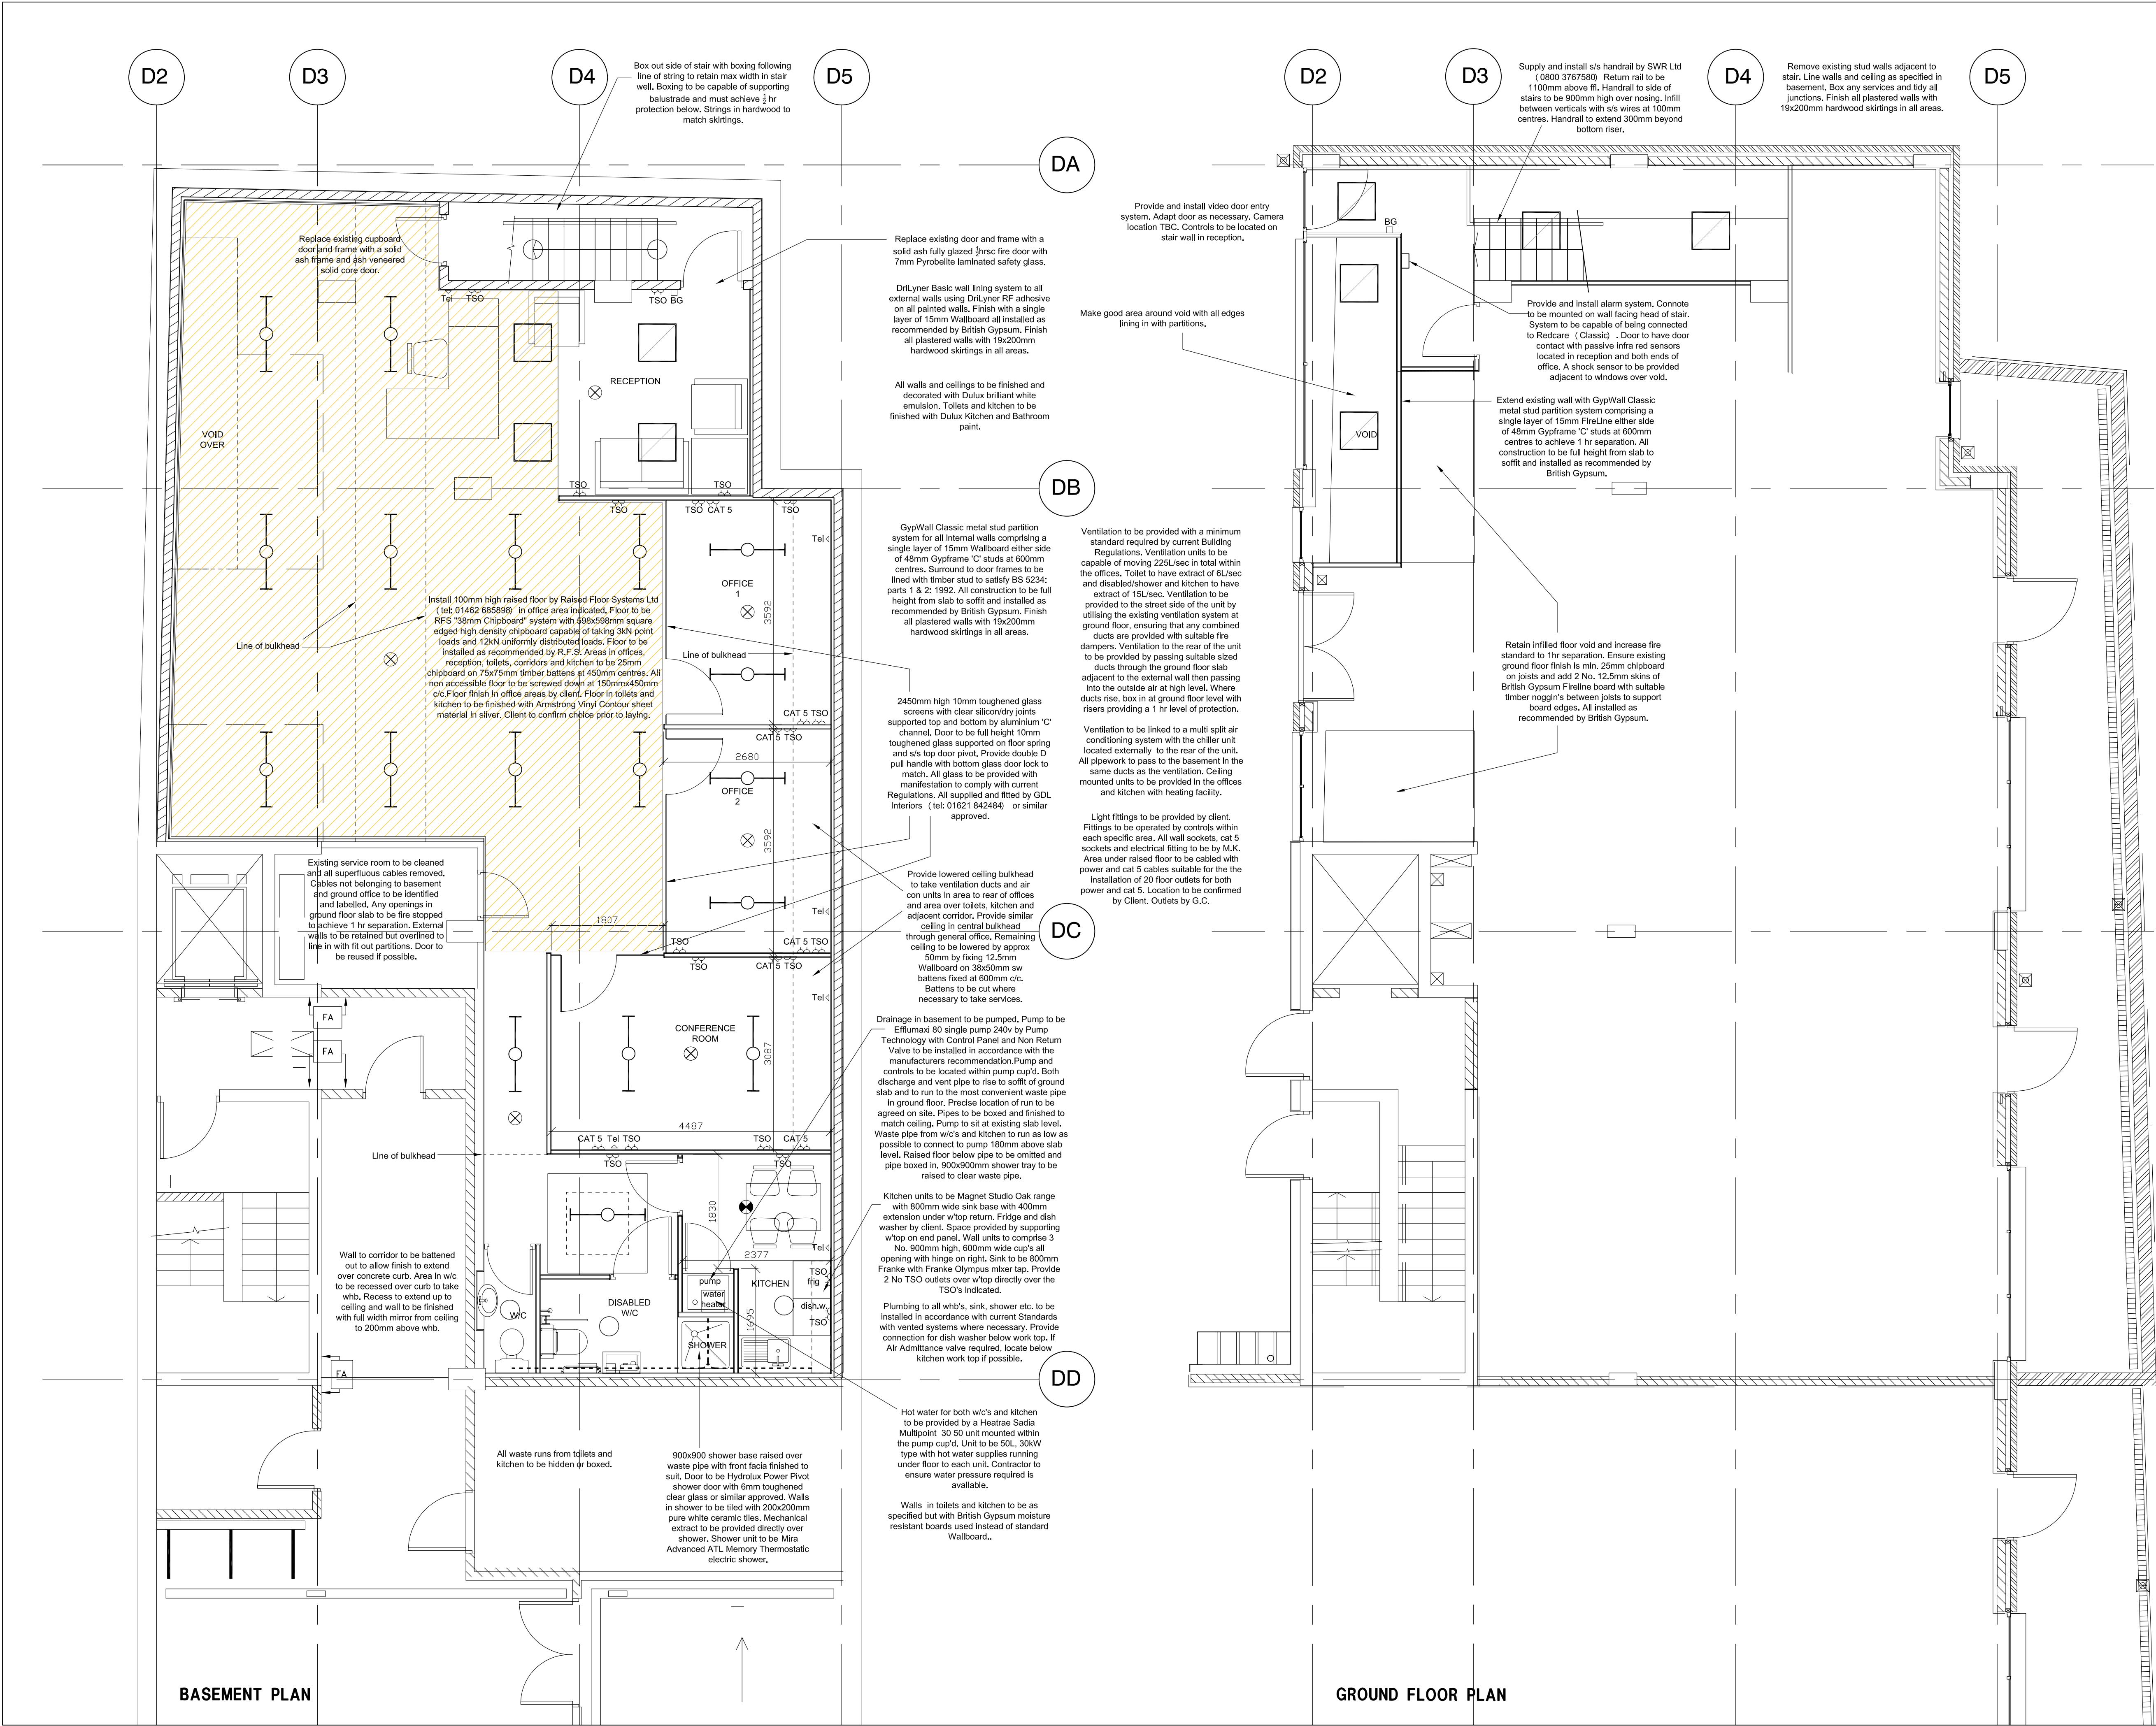 D2
D3
D4
D5
Box out side of stair with boxing following
line of string to retain max width in stair
well. Boxing to be capable of supporting
balustrade and must achieve ½ hr
protection below. Strings in hardwood to
match skirtings.
DA
DB
DC
DD
Replace existing cupboard
door and frame with a solid
ash frame and ash veneered
solid core door.
Tel
TSO
TSO BG
RECEPTION
VOID
OVER
Replace existing door and frame with a
solid ash fully glazed ½hrsc fire door with
7mm Pyrobelite laminated safety glass.
DriLyner Basic wall lining system to all
external walls using DriLyner RF adhesive
on all painted walls. Finish with a single
layer of 15mm Wallboard all installed as
recommended by British Gypsum. Finish
all plastered walls with 19x200mm
hardwood skirtings in all areas.
All walls and ceilings to be finished and
decorated with Dulux brilliant white
emulsion. Toilets and kitchen to be
finished with Dulux Kitchen and Bathroom
paint.
TSO
TSO
TSO
TSO CAT 5
TSO
Tel
OFFICE
1
3592
GypWall Classic metal stud partition
system for all internal walls comprising a
single layer of 15mm Wallboard either side
of 48mm Gypframe 'C' studs at 600mm
centres. Surround to door frames to be
lined with timber stud to satisfy BS 5234:
parts 1 & 2: 1992. All construction to be full
height from slab to soffit and installed as
recommended by British Gypsum. Finish
all plastered walls with 19x200mm
hardwood skirtings in all areas.
Install 100mm high raised floor by Raised Floor Systems Ltd
(tel: 01462 685898) in office area indicated. Floor to be
RFS "38mm Chipboard" system with 598x598mm square
edged high density chipboard capable of taking 3kN point
loads and 12kN uniformly distributed loads. Floor to be
installed as recommended by R.F.S. Areas in offices,
reception, toilets, corridors and kitchen to be 25mm
chipboard on 75x75mm timber battens at 450mm centres. All
non accessible floor to be screwed down at 150mmx450mm
c/c.Floor finish in office areas by client. Floor in toilets and
kitchen to be finished with Armstrong Vinyl Contour sheet
material in sliver. Client to confirm choice prior to laying.
Line of bulkhead
Line of bulkhead
CAT 5 TSO
CAT 5 TSO
2680
OFFICE
2
3592
2450mm high 10mm toughened glass
screens with clear silicon/dry joints
supported top and bottom by aluminium 'C'
channel. Door to be full height 10mm
toughened glass supported on floor spring
and s/s top door pivot. Provide double D
pull handle with bottom glass door lock to
match. All glass to be provided with
manifestation to comply with current
Regulations. All supplied and fitted by GDL
Interiors (tel: 01621 842484) or similar
approved.
Existing service room to be cleaned
and all superfluous cables removed.
Cables not belonging to basement
and ground office to be identified
and labelled. Any openings in
ground floor slab to be fire stopped
to achieve 1 hr separation. External
walls to be retained but overlined to
line in with fit out partitions. Door to
be reused if possible.
Provide lowered ceiling bulkhead
to take ventilation ducts and air
con units in area to rear of offices
and area over toilets, kitchen and
adjacent corridor. Provide similar
ceiling in central bulkhead
through general office. Remaining
ceiling to be lowered by approx
50mm by fixing 12.5mm
Wallboard on 38x50mm sw
battens fixed at 600mm c/c.
Battens to be cut where
necessary to take services.
Tel
1807
TSO
CAT 5 TSO
TSO
CAT 5 TSO
Tel
FA
FA
CONFERENCE
ROOM
3087
4487
CAT 5 Tel TSO
TSO CAT 5
TSO
TSO
Drainage in basement to be pumped. Pump to be
Efflumaxi 80 single pump 240v by Pump
Technology with Control Panel and Non Return
Valve to be installed in accordance with the
manufacturers recommendation.Pump and
controls to be located within pump cup'd. Both
discharge and vent pipe to rise to soffit of ground
slab and to run to the most convenient waste pipe
in ground floor. Precise location of run to be
agreed on site. Pipes to be boxed and finished to
match ceiling. Pump to sit at existing slab level.
Waste pipe from w/c's and kitchen to run as low as
possible to connect to pump 180mm above slab
level. Raised floor below pipe to be omitted and
pipe boxed in. 900x900mm shower tray to be
raised to clear waste pipe.
Line of bulkhead
1830
2377
Tel
Kitchen units to be Magnet Studio Oak range
with 800mm wide sink base with 400mm
extension under w'top return. Fridge and dish
washer by client. Space provided by supporting
w'top on end panel. Wall units to comprise 3
No. 900mm high, 600mm wide cup's all
opening with hinge on right. Sink to be 800mm
Franke with Franke Olympus mixer tap. Provide
2 No TSO outlets over w'top directly over the
TSO's indicated.
Wall to corridor to be battened
out to allow finish to extend
over concrete curb. Area in w/c
to be recessed over curb to take
whb. Recess to extend up to
ceiling and wall to be finished
with full width mirror from ceiling
to 200mm above whb.
W/C
DISABLED
W/C
pump
water
heater
KITCHEN
TSO
frig
dish.w.
TSO
1695
SHOWER
FA
Plumbing to all whb's, sink, shower etc. to be
installed in accordance with current Standards
with vented systems where necessary. Provide
connection for dish washer below work top. If
Air Admittance valve required, locate below
kitchen work top if possible.
Hot water for both w/c's and kitchen
to be provided by a Heatrae Sadia
Multipoint 30 50 unit mounted within
the pump cup'd. Unit to be 50L, 30kW
type with hot water supplies running
under floor to each unit. Contractor to
ensure water pressure required is
available.
All waste runs from toilets and
kitchen to be hidden or boxed.
900x900 shower base raised over
waste pipe with front facia finished to
suit. Door to be Hydrolux Power Pivot
shower door with 6mm toughened
clear glass or similar approved. Walls
in shower to be tiled with 200x200mm
pure white ceramic tiles. Mechanical
extract to be provided directly over
shower. Shower unit to be Mira
Advanced ATL Memory Thermostatic
electric shower.
Walls in toilets and kitchen to be as
specified but with British Gypsum moisture
resistant boards used instead of standard
Wallboard..
BASEMENT PLAN
D2
D3
D4
D5
Supply and install s/s handrail by SWR Ltd
(0800 3767580) Return rail to be
1100mm above ffl. Handrail to side of
stairs to be 900mm high over nosing. Infill
between verticals with s/s wires at 100mm
centres. Handrail to extend 300mm beyond
bottom riser.
Remove existing stud walls adjacent to
stair. Line walls and ceiling as specified in
basement. Box any services and tidy all
junctions. Finish all plastered walls with
19x200mm hardwood skirtings in all areas.
Provide and install video door entry
system. Adapt door as necessary. Camera
location TBC. Controls to be located on
stair wall in reception.
BG
Make good area around void with all edges
lining in with partitions.
Provide and install alarm system. Connote
to be mounted on wall facing head of stair.
System to be capable of being connected
to Redcare (Classic) . Door to have door
contact with passive infra red sensors
located in reception and both ends of
office. A shock sensor to be provided
adjacent to windows over void.
VOID
Extend existing wall with GypWall Classic
metal stud partition system comprising a
single layer of 15mm FireLine either side
of 48mm Gypframe 'C' studs at 600mm
centres to achieve 1 hr separation. All
construction to be full height from slab to
soffit and installed as recommended by
British Gypsum.
Ventilation to be provided with a minimum
standard required by current Building
Regulations. Ventilation units to be
capable of moving 225L/sec in total within
the offices. Toilet to have extract of 6L/sec
and disabled/shower and kitchen to have
extract of 15L/sec. Ventilation to be
provided to the street side of the unit by
utilising the existing ventilation system at
ground floor, ensuring that any combined
ducts are provided with suitable fire
dampers. Ventilation to the rear of the unit
to be provided by passing suitable sized
ducts through the ground floor slab
adjacent to the external wall then passing
into the outside air at high level. Where
ducts rise, box in at ground floor level with
risers providing a 1 hr level of protection.
Ventilation to be linked to a multi split air
conditioning system with the chiller unit
located externally to the rear of the unit.
All pipework to pass to the basement in the
same ducts as the ventilation. Ceiling
mounted units to be provided in the offices
and kitchen with heating facility.
Light fittings to be provided by client.
Fittings to be operated by controls within
each specific area. All wall sockets, cat 5
sockets and electrical fitting to be by M.K.
Area under raised floor to be cabled with
power and cat 5 cables suitable for the the
installation of 20 floor outlets for both
power and cat 5. Location to be confirmed
by Client. Outlets by G.C.
Retain infilled floor void and increase fire
standard to 1hr separation. Ensure existing
ground floor finish is min. 25mm chipboard
on joists and add 2 No. 12.5mm skins of
British Gypsum Fireline board with suitable
timber noggin's between joists to support
board edges. All installed as
recommended by British Gypsum.
GROUND FLOOR PLAN